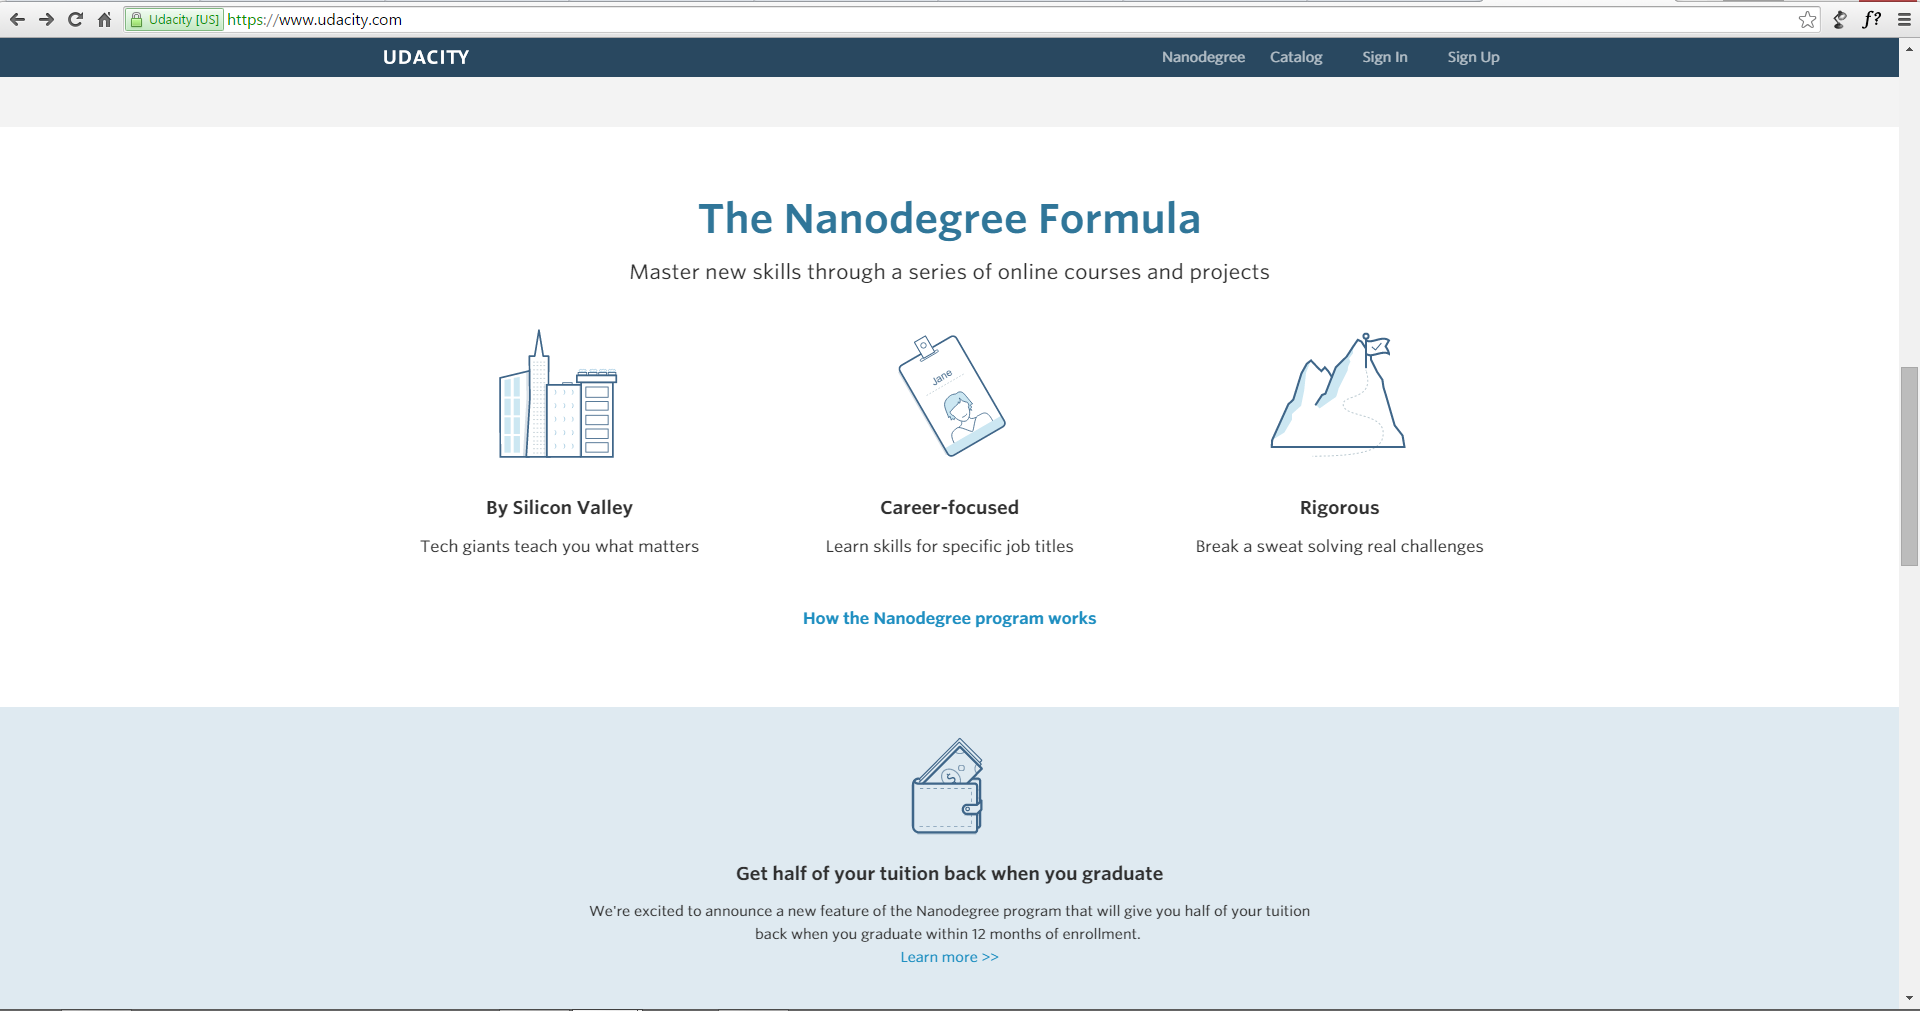 Udacity [US] https://www.udacity.com
f?
UDACITY
Nanodegree Catalog Sign In Sign Up
The Nanodegree Formula
Master new skills through a series of online courses and projects
Jane
By Silicon Valley
Tech giants teach you what matters
Career-focused
Learn skills for specific job titles
Rigorous
Break a sweat solving real challenges
How the Nanodegree program works
Get half of your tuition back when you graduate
We're excited to announce a new feature of the Nanodegree program that will give you half of your tuition
back when you graduate within 12 months of enrollment.
Learn more >>